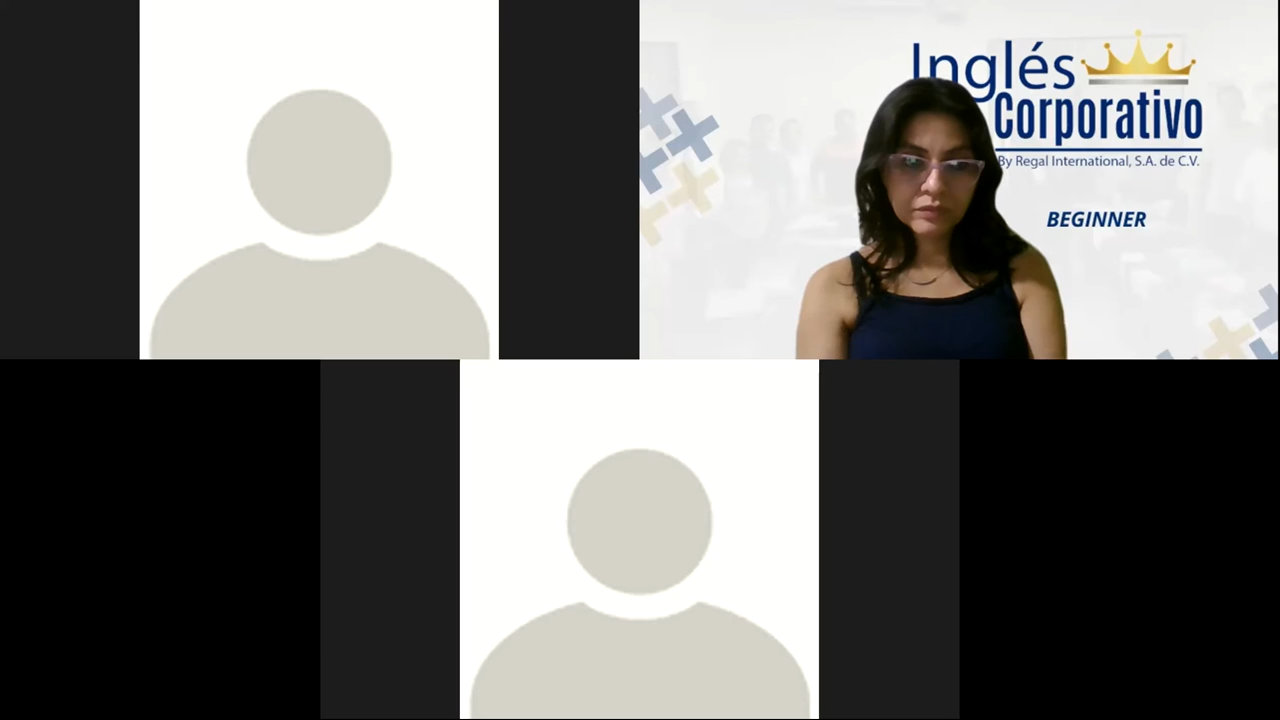 Inglés
Corporativo
By Regal International, S.A. de C.V.
BEGINNER